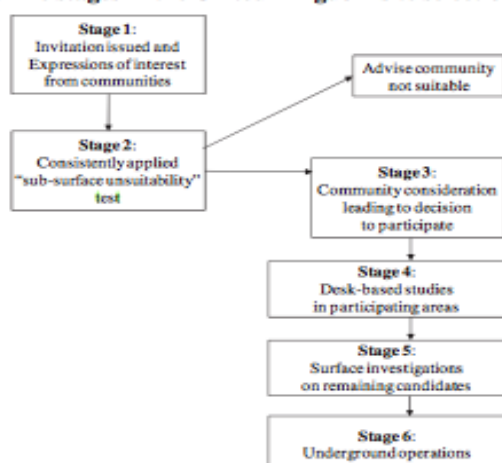 Stage 1:
Invitation issued and
Expressions of interest
from communities
Advise community
not suitable
Stage 2:
Consistently applied
“sub-surface unsuitability”
test
Stage 3:
Community consideration
leading to decision
to participate
Stage 4:
Desk-based studies
in participating areas
Stage 5:
Surface investigations
on remaining candidates
Stage 6:
Underground operations